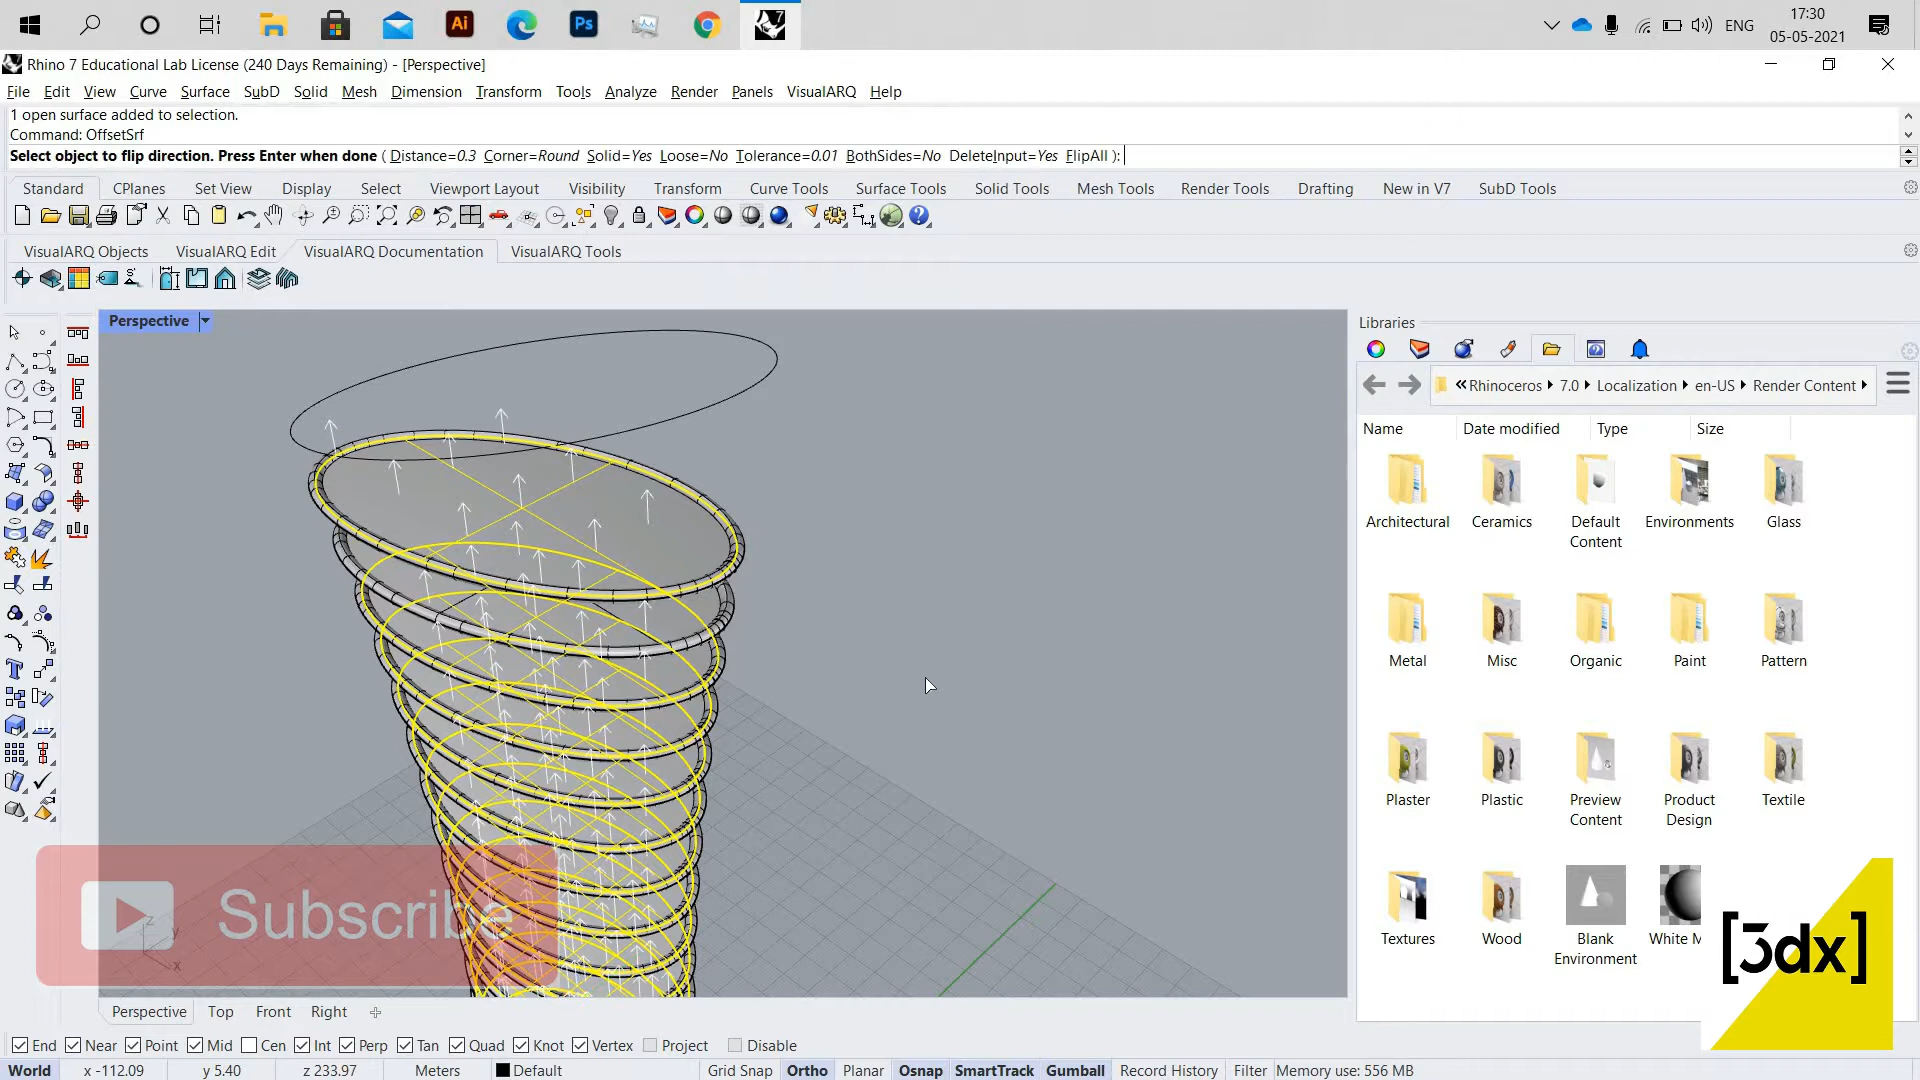 Ai
Ps
7
ENG
17:30
05-05-2021
Rhino 7 Educational Lab License (240 Days Remaining) - [Perspective]
File Edit View Curve Surface SubD Solid Mesh Dimension Transform Tools Analyze Render Panels VisualARQ Help
1 open surface added to selection.
Command: OffsetSrf
Select object to flip direction. Press Enter when done ( Distance=0.3 Corner=Round Solid=Yes Loose=No Tolerance=0.01 BothSides=No DeleteInput=Yes FlipAll ):
Standard CPlanes Set View Display Select Viewport Layout Visibility Transform Curve Tools Surface Tools Solid Tools Mesh Tools Render Tools Drafting New in V7 SubD Tools
VisualARQ Objects VisualARQ Edit VisualARQ Documentation VisualARQ Tools
Perspective
Libraries
« Rhinoceros 7.0 Localization en-US Render Content
Name Date modified Type Size
Architectural Ceramics Default Content Environments Glass
Metal Misc Organic Paint Pattern
Plaster Plastic Preview Content Product Design Textile
Textures Wood Blank Environment White M
Subscribe
z
y
x
[3dx]
Perspective Top Front Right
End Near Point Mid Cen Int Perp Tan Quad Knot Vertex Project Disable
World x -112.09 y 5.40 z 233.97 Meters Default Grid Snap Ortho Planar Osnap SmartTrack Gumball Record History Filter Memory use: 556 MB